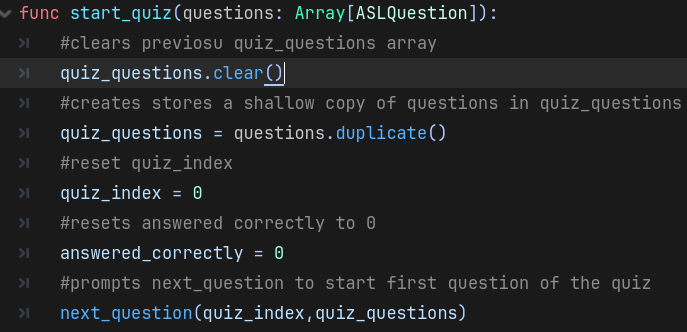 func start_quiz(questions: Array[ASLQuestion]):
#clears previosu quiz_questions array
quiz_questions.clear()
#creates stores a shallow copy of questions in quiz_questions
quiz_questions = questions.duplicate()
#reset quiz_index
quiz_index = 0
#resets answered correctly to 0
answered_correctly = 0
#prompts next_question to start first question of the quiz
next_question(quiz_index,quiz_questions)